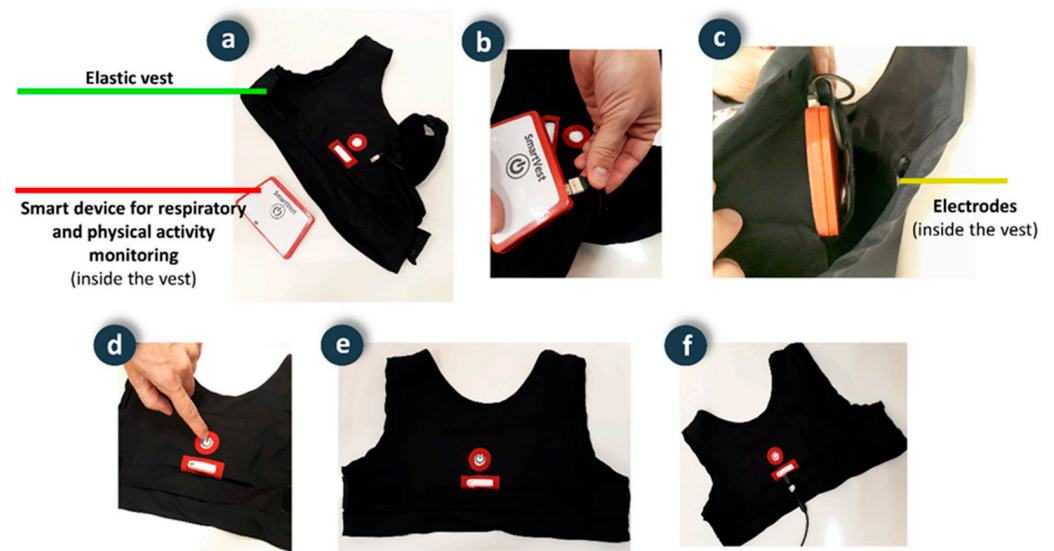 a
b
c
Elastic vest
SmartVest
Smart device for respiratory
and physical activity
monitoring
(inside the vest)
SmartVest
Electrodes
(inside the vest)
d
e
f